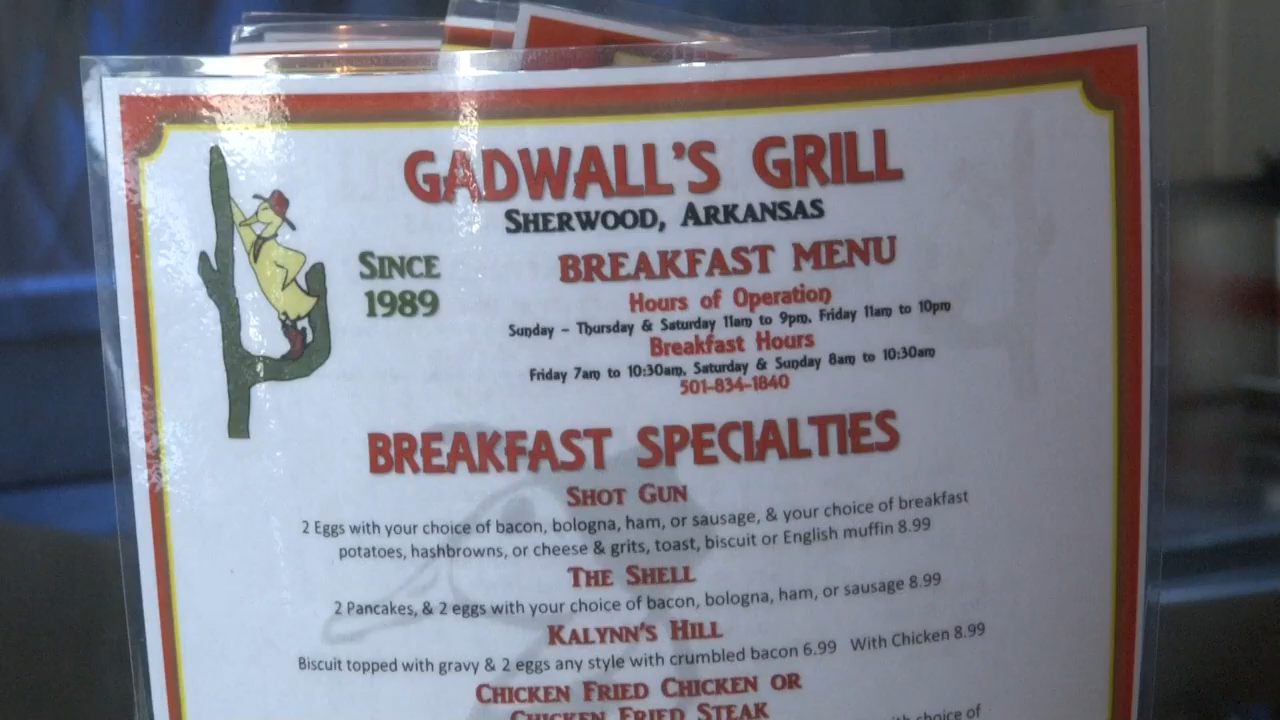 GADWALL'S GRILL
SHERWOOD, ARKANSAS
SINCE
1989
BREAKFAST MENU
Hours of Operation
Sunday – Thursday & Saturday 11am to 9pm, Friday 11am to 10pm
Breakfast Hours
Friday 7am to 10:30am, Saturday & Sunday 8am to 10:30am
501-834-1840
BREAKFAST SPECIALTIES
SHOT GUN
2 Eggs with your choice of bacon, bologna, ham, or sausage, & your choice of breakfast
potatoes, hashbrowns, or cheese & grits, toast, biscuit or English muffin 8.99
THE SHELL
2 Pancakes, & 2 eggs with your choice of bacon, bologna, ham, or sausage 8.99
KALYNN'S HILL
Biscuit topped with gravy & 2 eggs any style with crumbled bacon 6.99 With Chicken 8.99
CHICKEN FRIED CHICKEN OR
CHICKEN FRIED STEAK
choice of